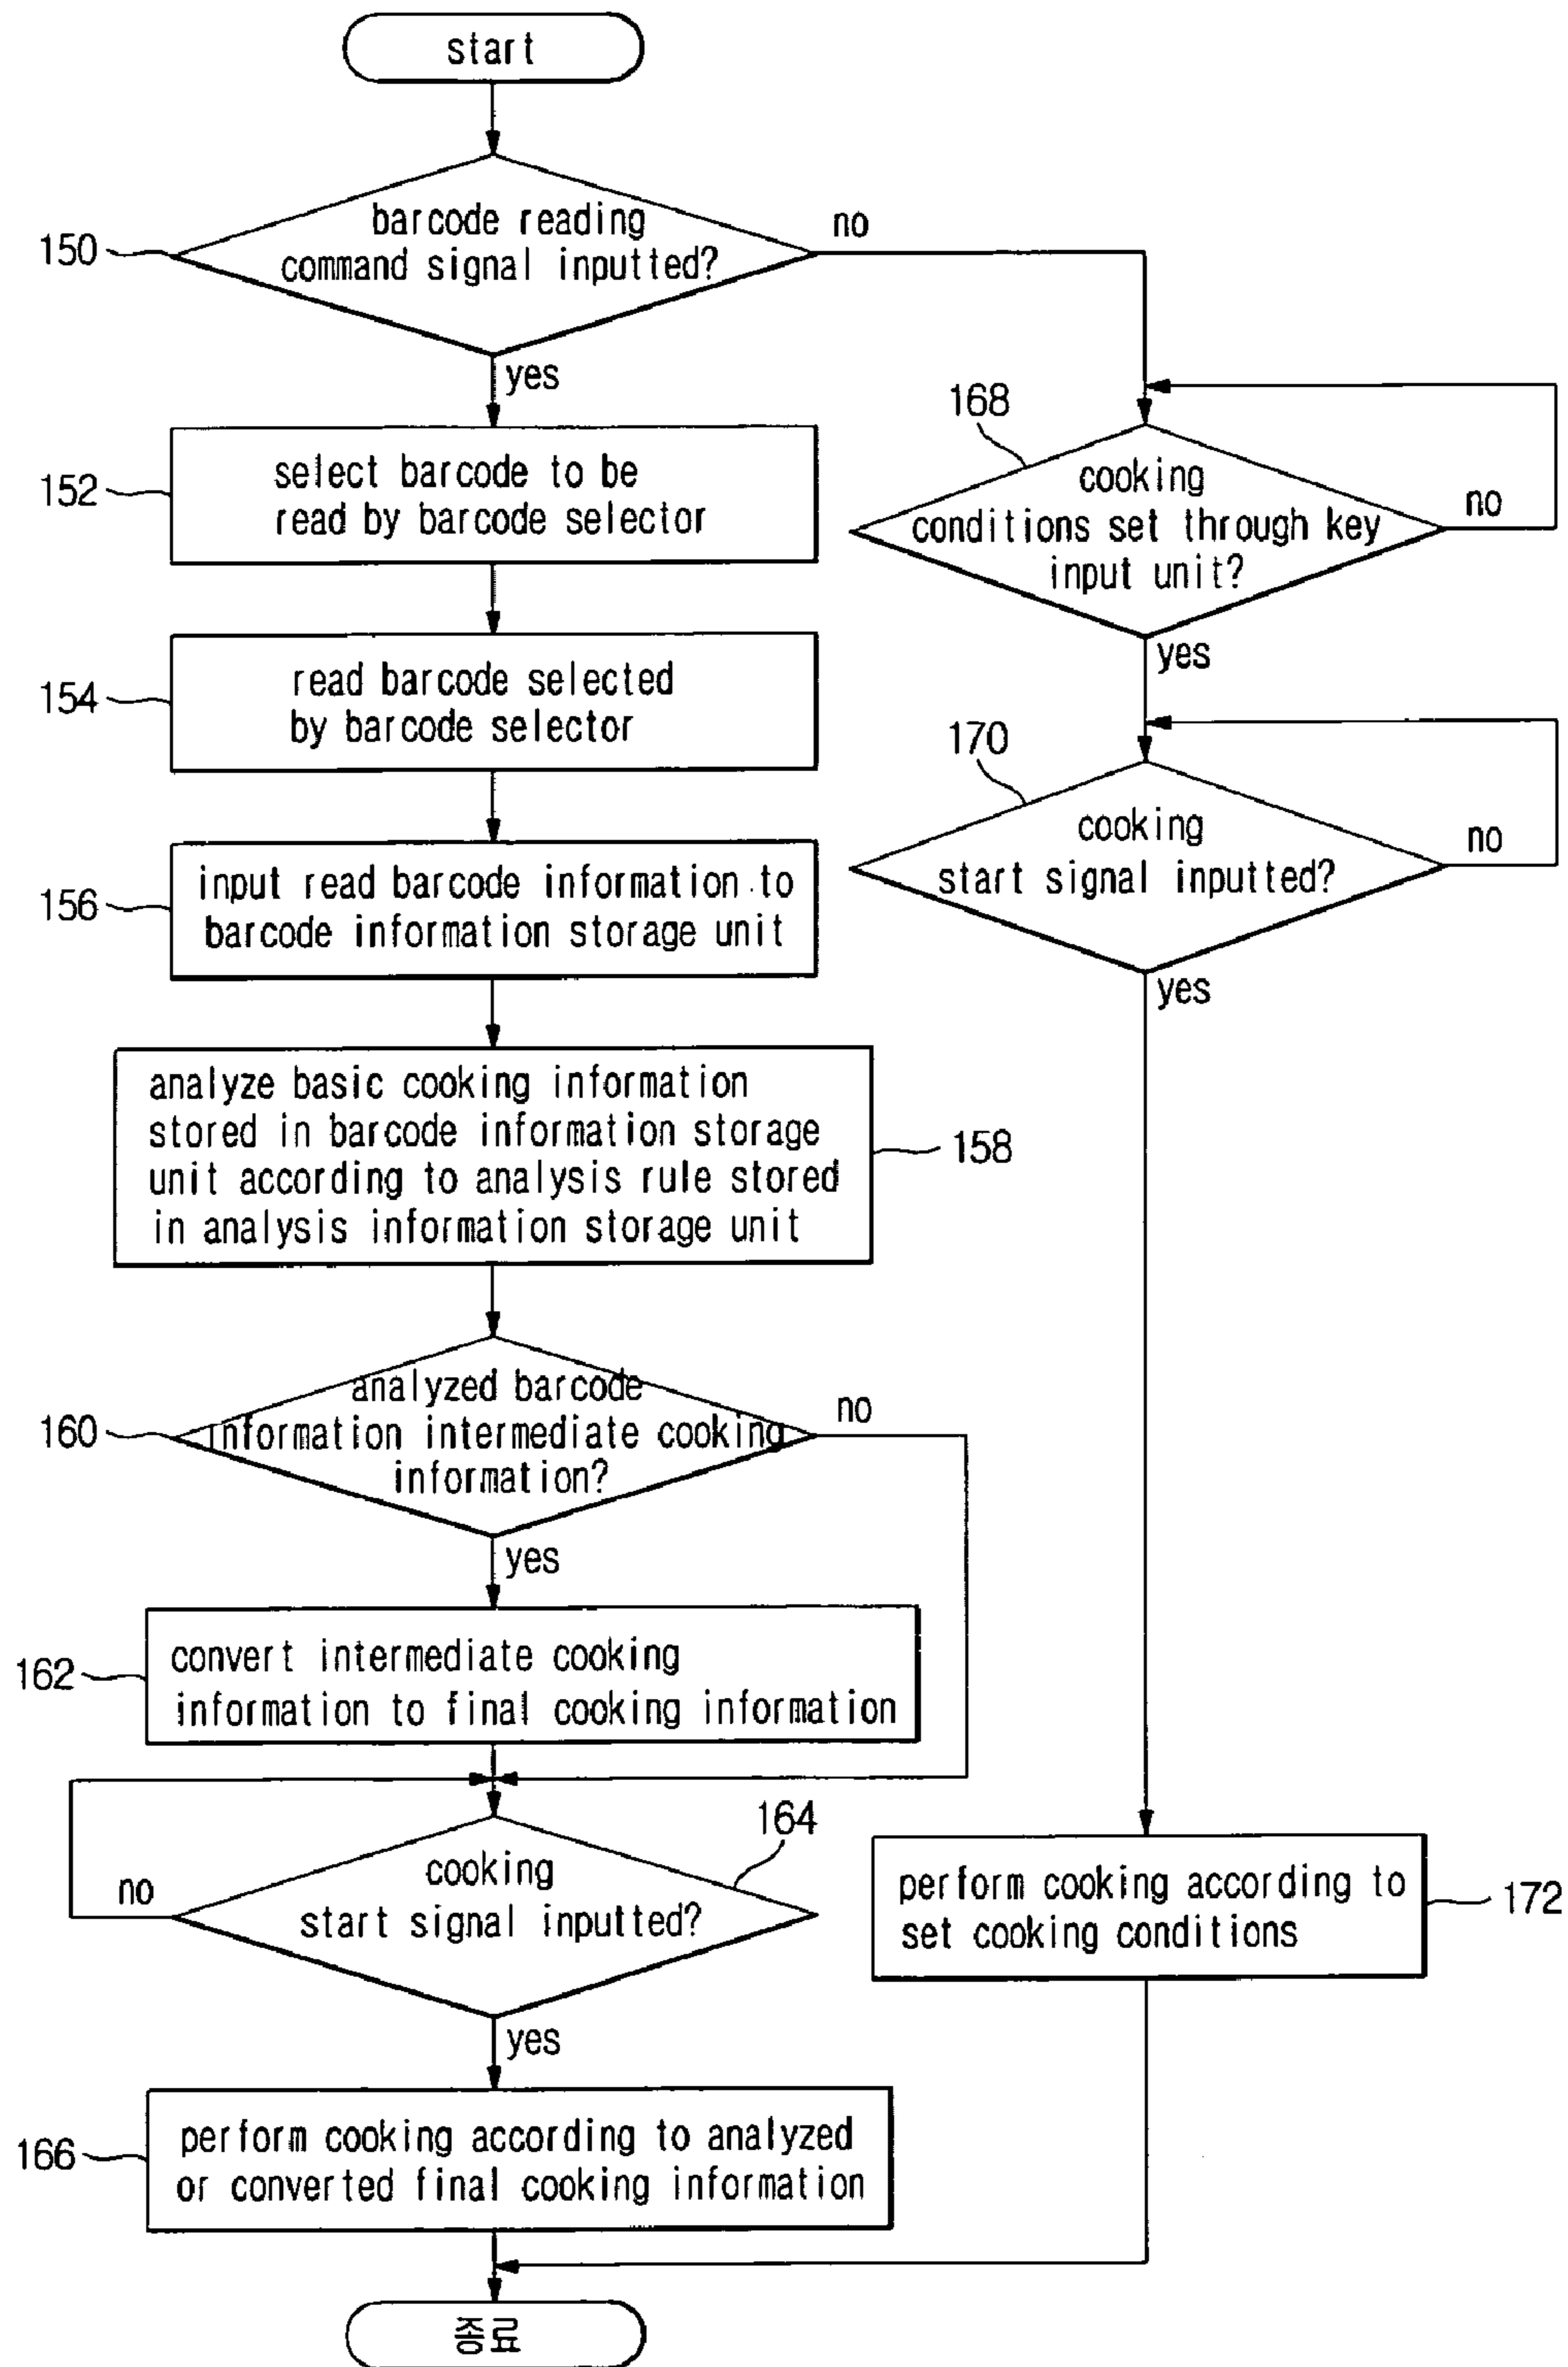 start
150
barcode reading
command signal inputted?
no
yes
152
select barcode to be
read by barcode selector
154
read barcode selected
by barcode selector
156
input read barcode information to
barcode information storage unit
analyze basic cooking information
stored in barcode information storage
unit according to analysis rule stored
in analysis information storage unit
158
160
analyzed barcode
information intermediate cooking
information?
no
yes
162
convert intermediate cooking
information to final cooking information
164
cooking
start signal inputted?
no
yes
166
perform cooking according to analyzed
or converted final cooking information
168
cooking
conditions set through key
input unit?
no
yes
170
cooking
start signal inputted?
no
yes
perform cooking according to
set cooking conditions
172
종료